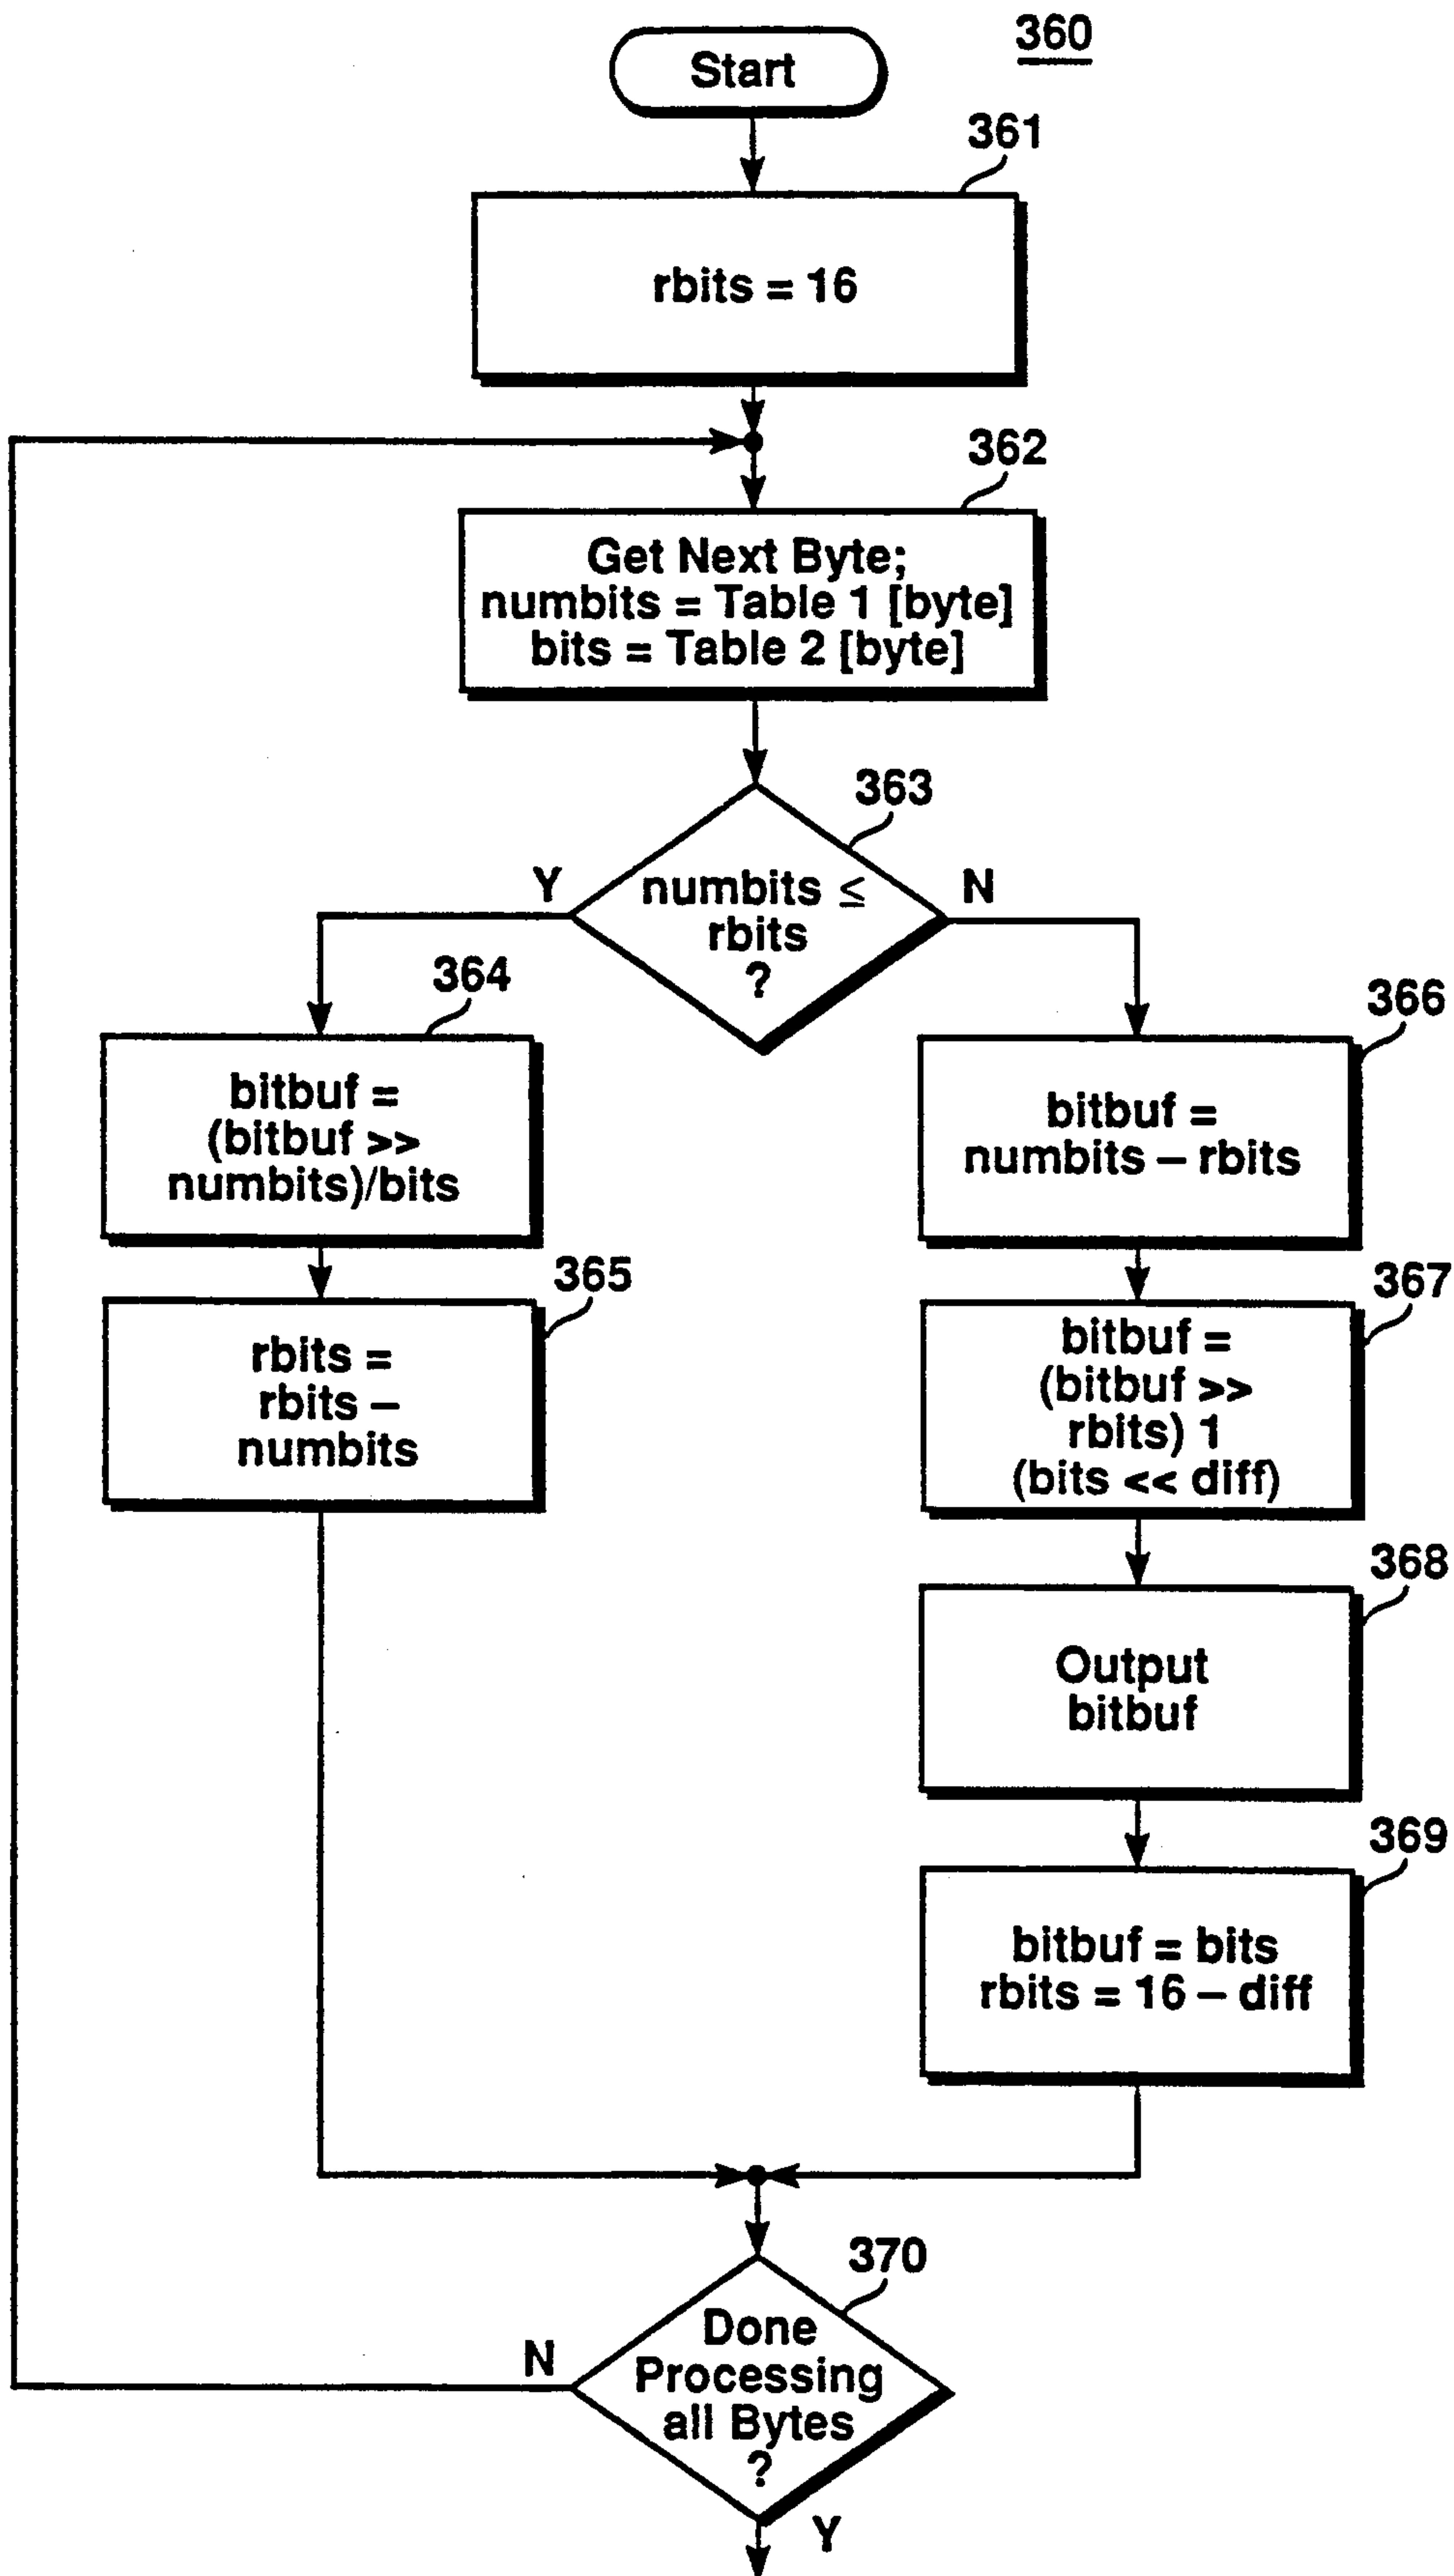 360
Start
361
rbits = 16
362
Get Next Byte;
numbits = Table 1 [byte]
bits = Table 2 [byte]
363
numbits ≤
rbits
?
Y
N
364
bitbuf =
(bitbuf >>
numbits)/bits
365
rbits =
rbits –
numbits
366
bitbuf =
numbits – rbits
367
bitbuf =
(bitbuf >>
rbits) 1
(bits << diff)
368
Output
bitbuf
369
bitbuf = bits
rbits = 16 – diff
370
Done
Processing
all Bytes
?
N
Y